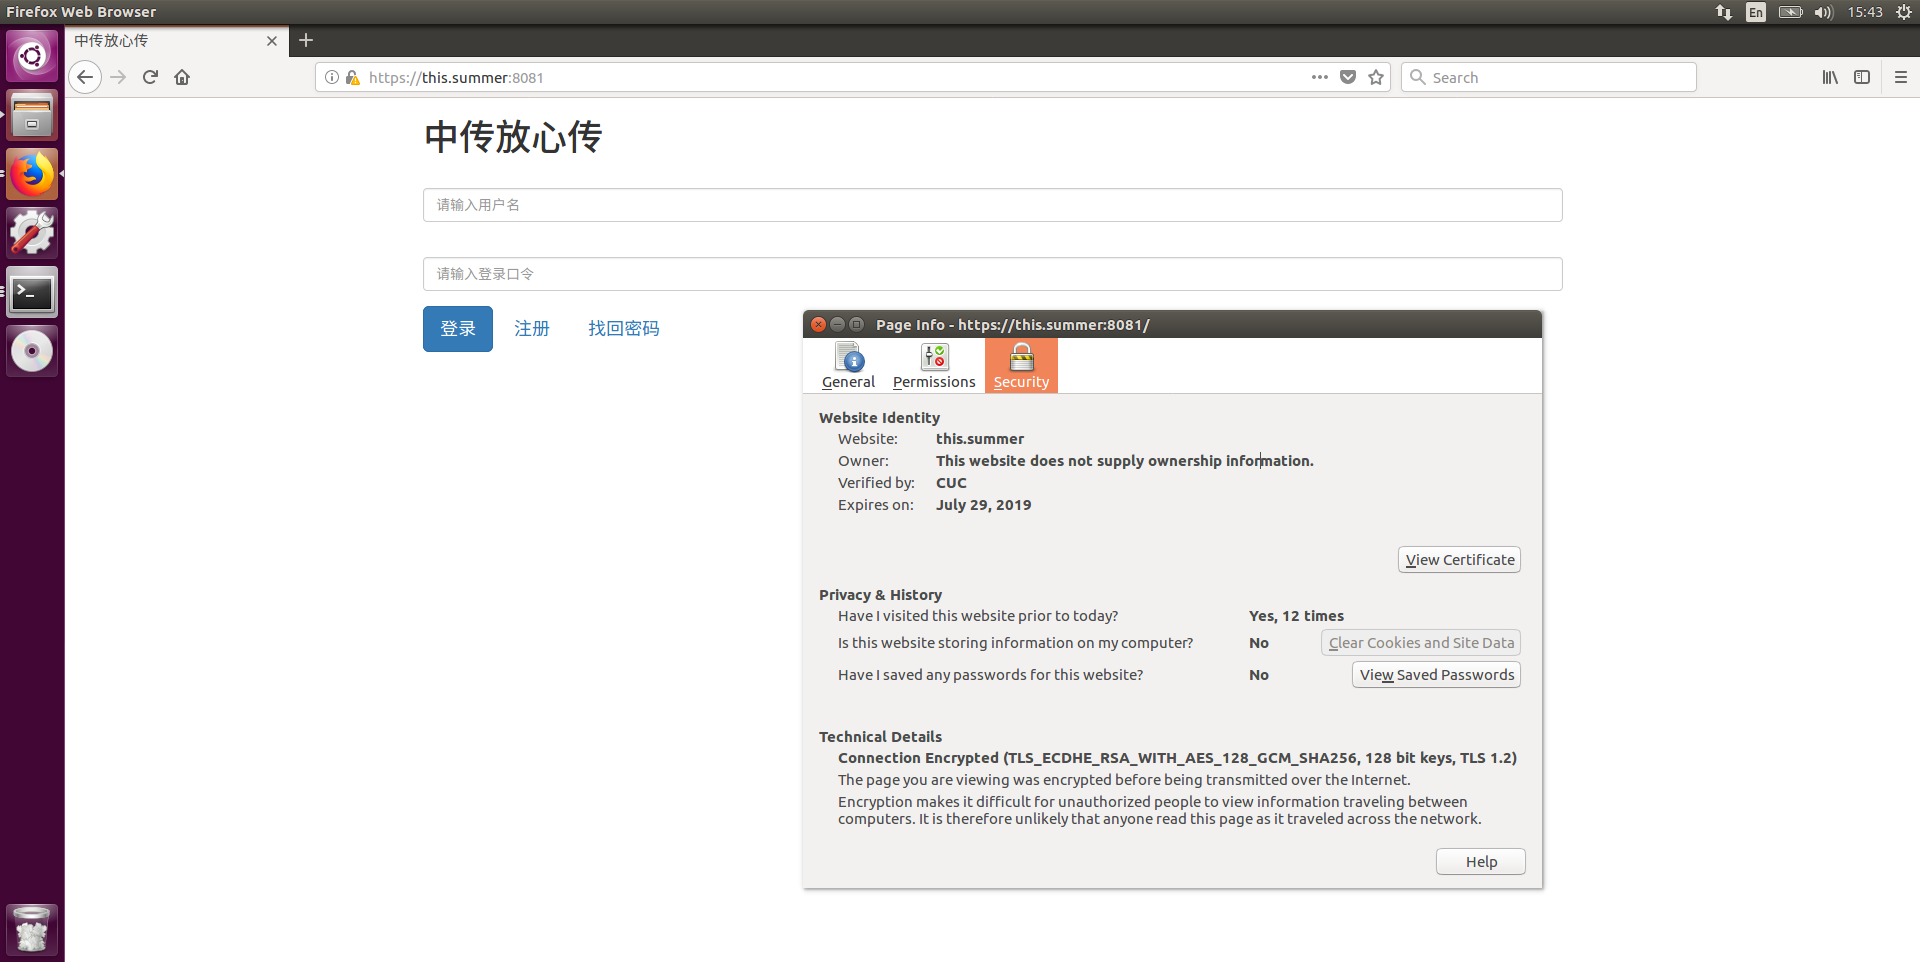 Firefox Web Browser
En
15:43
中传放心传
https://this.summer:8081
Search
中传放心传
请输入用户名
请输入登录口令
登录 注册 找回密码
Page Info - https://this.summer:8081/
General Permissions Security
Website Identity
Website: this.summer
Owner: This website does not supply ownership information.
Verified by: CUC
Expires on: July 29, 2019
View Certificate
Privacy & History
Have I visited this website prior to today? Yes, 12 times
Is this website storing information on my computer? No Clear Cookies and Site Data
Have I saved any passwords for this website? No View Saved Passwords
Technical Details
Connection Encrypted (TLS_ECDHE_RSA_WITH_AES_128_GCM_SHA256, 128 bit keys, TLS 1.2)
The page you are viewing was encrypted before being transmitted over the Internet.
Encryption makes it difficult for unauthorized people to view information traveling between
computers. It is therefore unlikely that anyone read this page as it traveled across the network.
Help